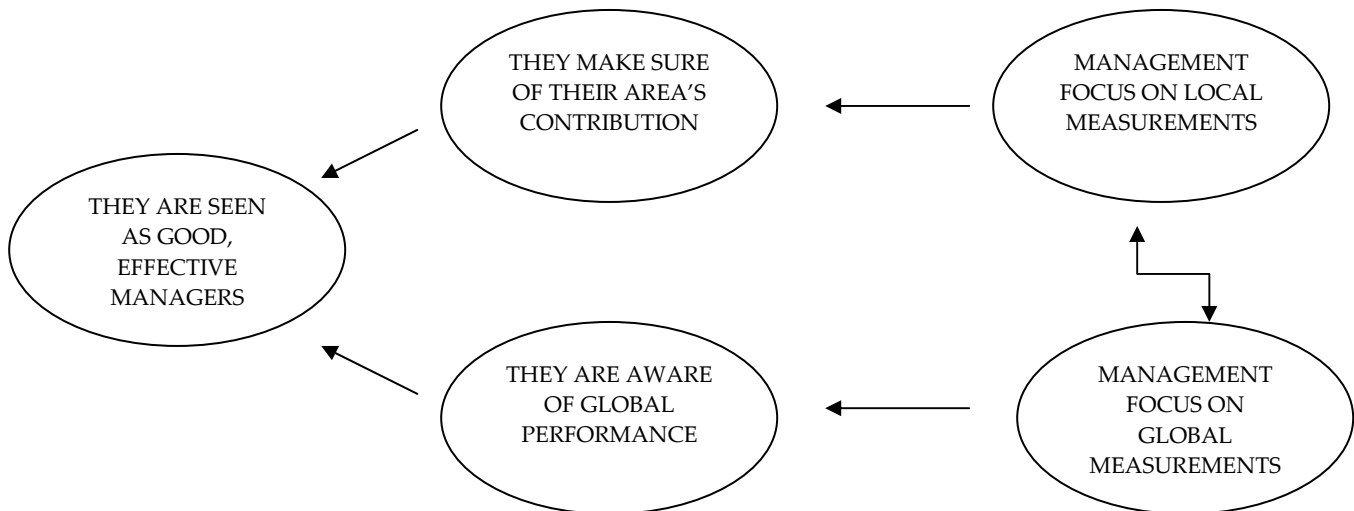 THEY MAKE SURE
OF THEIR AREA’S
CONTRIBUTION
MANAGEMENT
FOCUS ON LOCAL
MEASUREMENTS
THEY ARE SEEN
AS GOOD,
EFFECTIVE
MANAGERS
THEY ARE AWARE
OF GLOBAL
PERFORMANCE
MANAGEMENT
FOCUS ON
GLOBAL
MEASUREMENTS